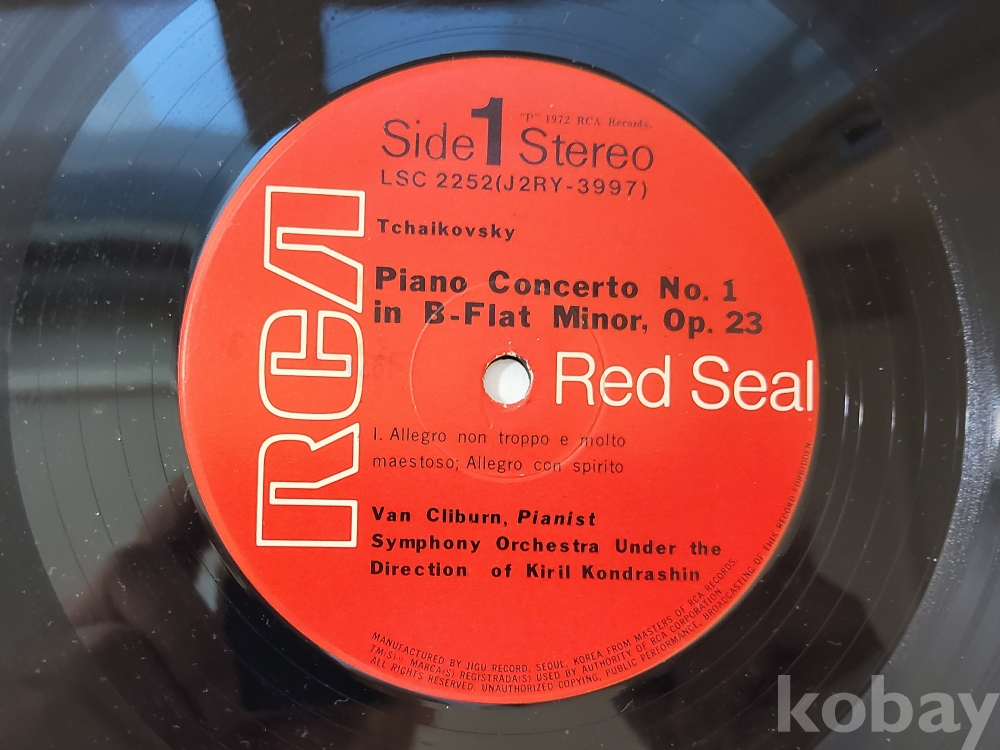 "P" 1972 RCA Records.
Side 1 Stereo
LSC 2252(J2RY-3997)
Tchaikovsky
Piano Concerto No. 1
in B-Flat Minor, Op. 23
RCA
Red Seal
I. Allegro non troppo e molto
maestoso; Allegro con spirito
Van Cliburn, Pianist
Symphony Orchestra Under the
Direction of Kiril Kondrashin
MANUFACTURED BY JIGU RECORD, SEOUL, KOREA FROM MASTERS OF RCA RECORDS.
TM(S)® MARCA(S) REGISTRADA(S) USED BY AUTHORITY OF RCA CORPORATION
ALL RIGHTS RESERVED UNAUTHORIZED COPYING, PUBLIC PERFORMANCE, BROADCASTING OF THIS RECORD FORBIDDEN
kobay